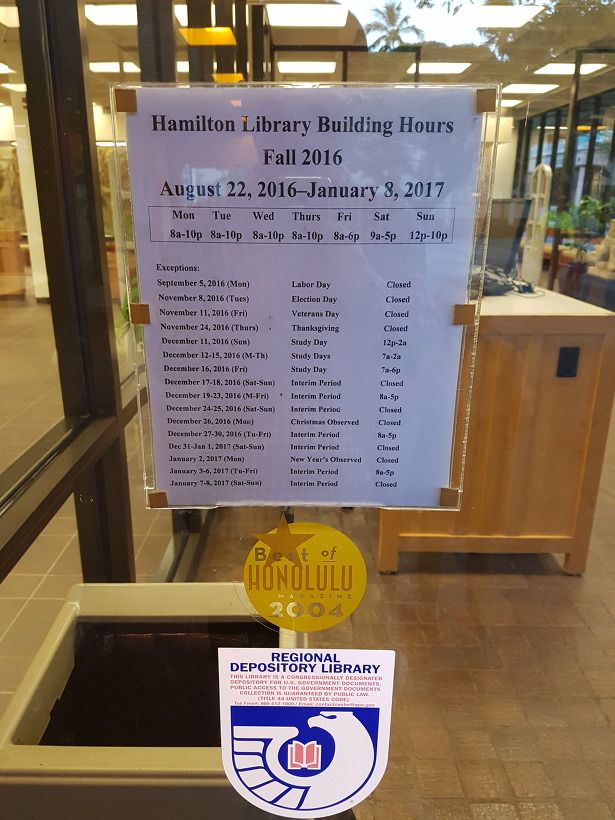 Hamilton Library Building Hours
Fall 2016
August 22, 2016–January 8, 2017
Mon Tue Wed Thurs Fri Sat Sun
8a-10p 8a-10p 8a-10p 8a-10p 8a-6p 9a-5p 12p-10p
Exceptions:
September 5, 2016 (Mon) Labor Day Closed
November 8, 2016 (Tues) Election Day Closed
November 11, 2016 (Fri) Veterans Day Closed
November 24, 2016 (Thurs) Thanksgiving Closed
December 11, 2016 (Sun) Study Day 12p-2a
December 12-15, 2016 (M-Th) Study Days 7a-2a
December 16, 2016 (Fri) Study Day 7a-6p
December 17-18, 2016 (Sat-Sun) Interim Period Closed
December 19-23, 2016 (M-Fri) Interim Period 8a-5p
December 24-25, 2016 (Sat-Sun) Interim Period Closed
December 26, 2016 (Mon) Christmas Observed Closed
December 27-30, 2016 (Tu-Fri) Interim Period 8a-5p
Dec 31-Jan 1, 2017 (Sat-Sun) Interim Period Closed
January 2, 2017 (Mon) New Year's Observed Closed
January 3-6, 2017 (Tu-Fri) Interim Period 8a-5p
January 7-8, 2017 (Sat-Sun) Interim Period Closed
Best of
HONOLULU
MAGAZINE
2004
REGIONAL
DEPOSITORY LIBRARY
THIS LIBRARY IS A CONGRESSIONALLY DESIGNATED
DEPOSITORY FOR U.S. GOVERNMENT DOCUMENTS.
PUBLIC ACCESS TO THE GOVERNMENT DOCUMENTS
COLLECTION IS GUARANTEED BY PUBLIC LAW.
(TITLE 44 UNITED STATES CODE)
Toll Free#: 866-512-1800 / Email: contactcenter@gpo.gov